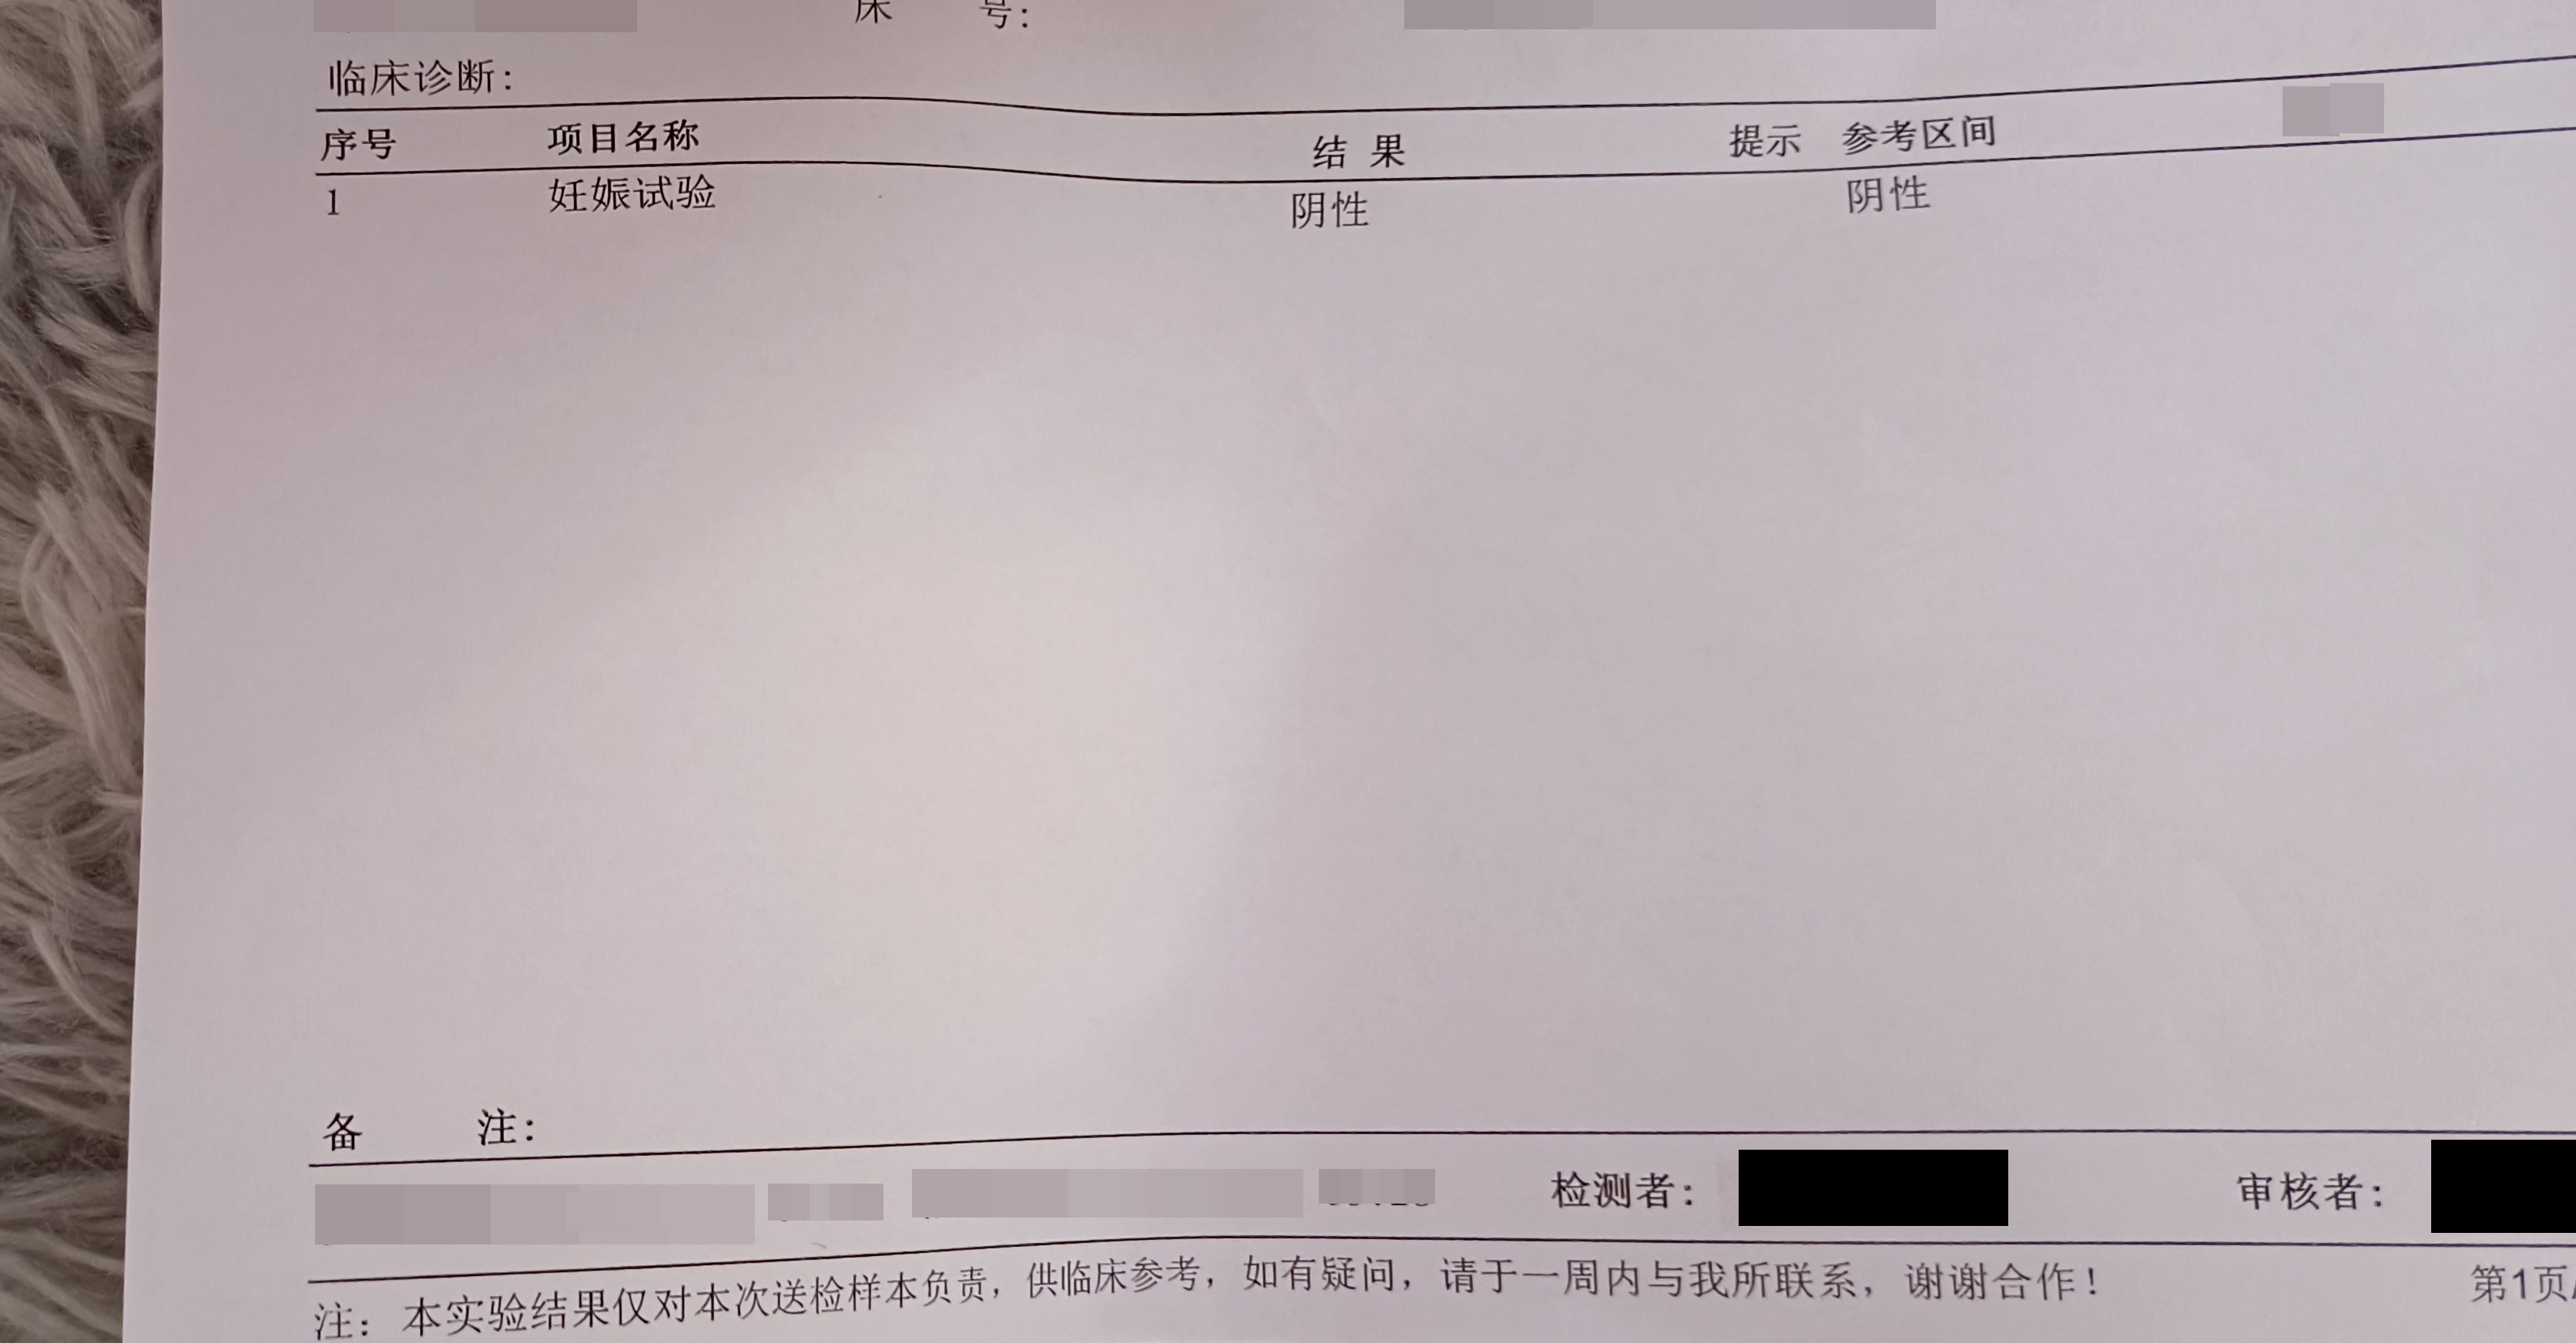 床 号:
临床诊断:
序号 项目名称 结 果 提示 参考区间
1 妊娠试验 阴性 阴性
备 注:
检测者: 审核者:
注: 本实验结果仅对本次送检样本负责, 供临床参考, 如有疑问, 请于一周内与我所联系, 谢谢合作! 第1页/